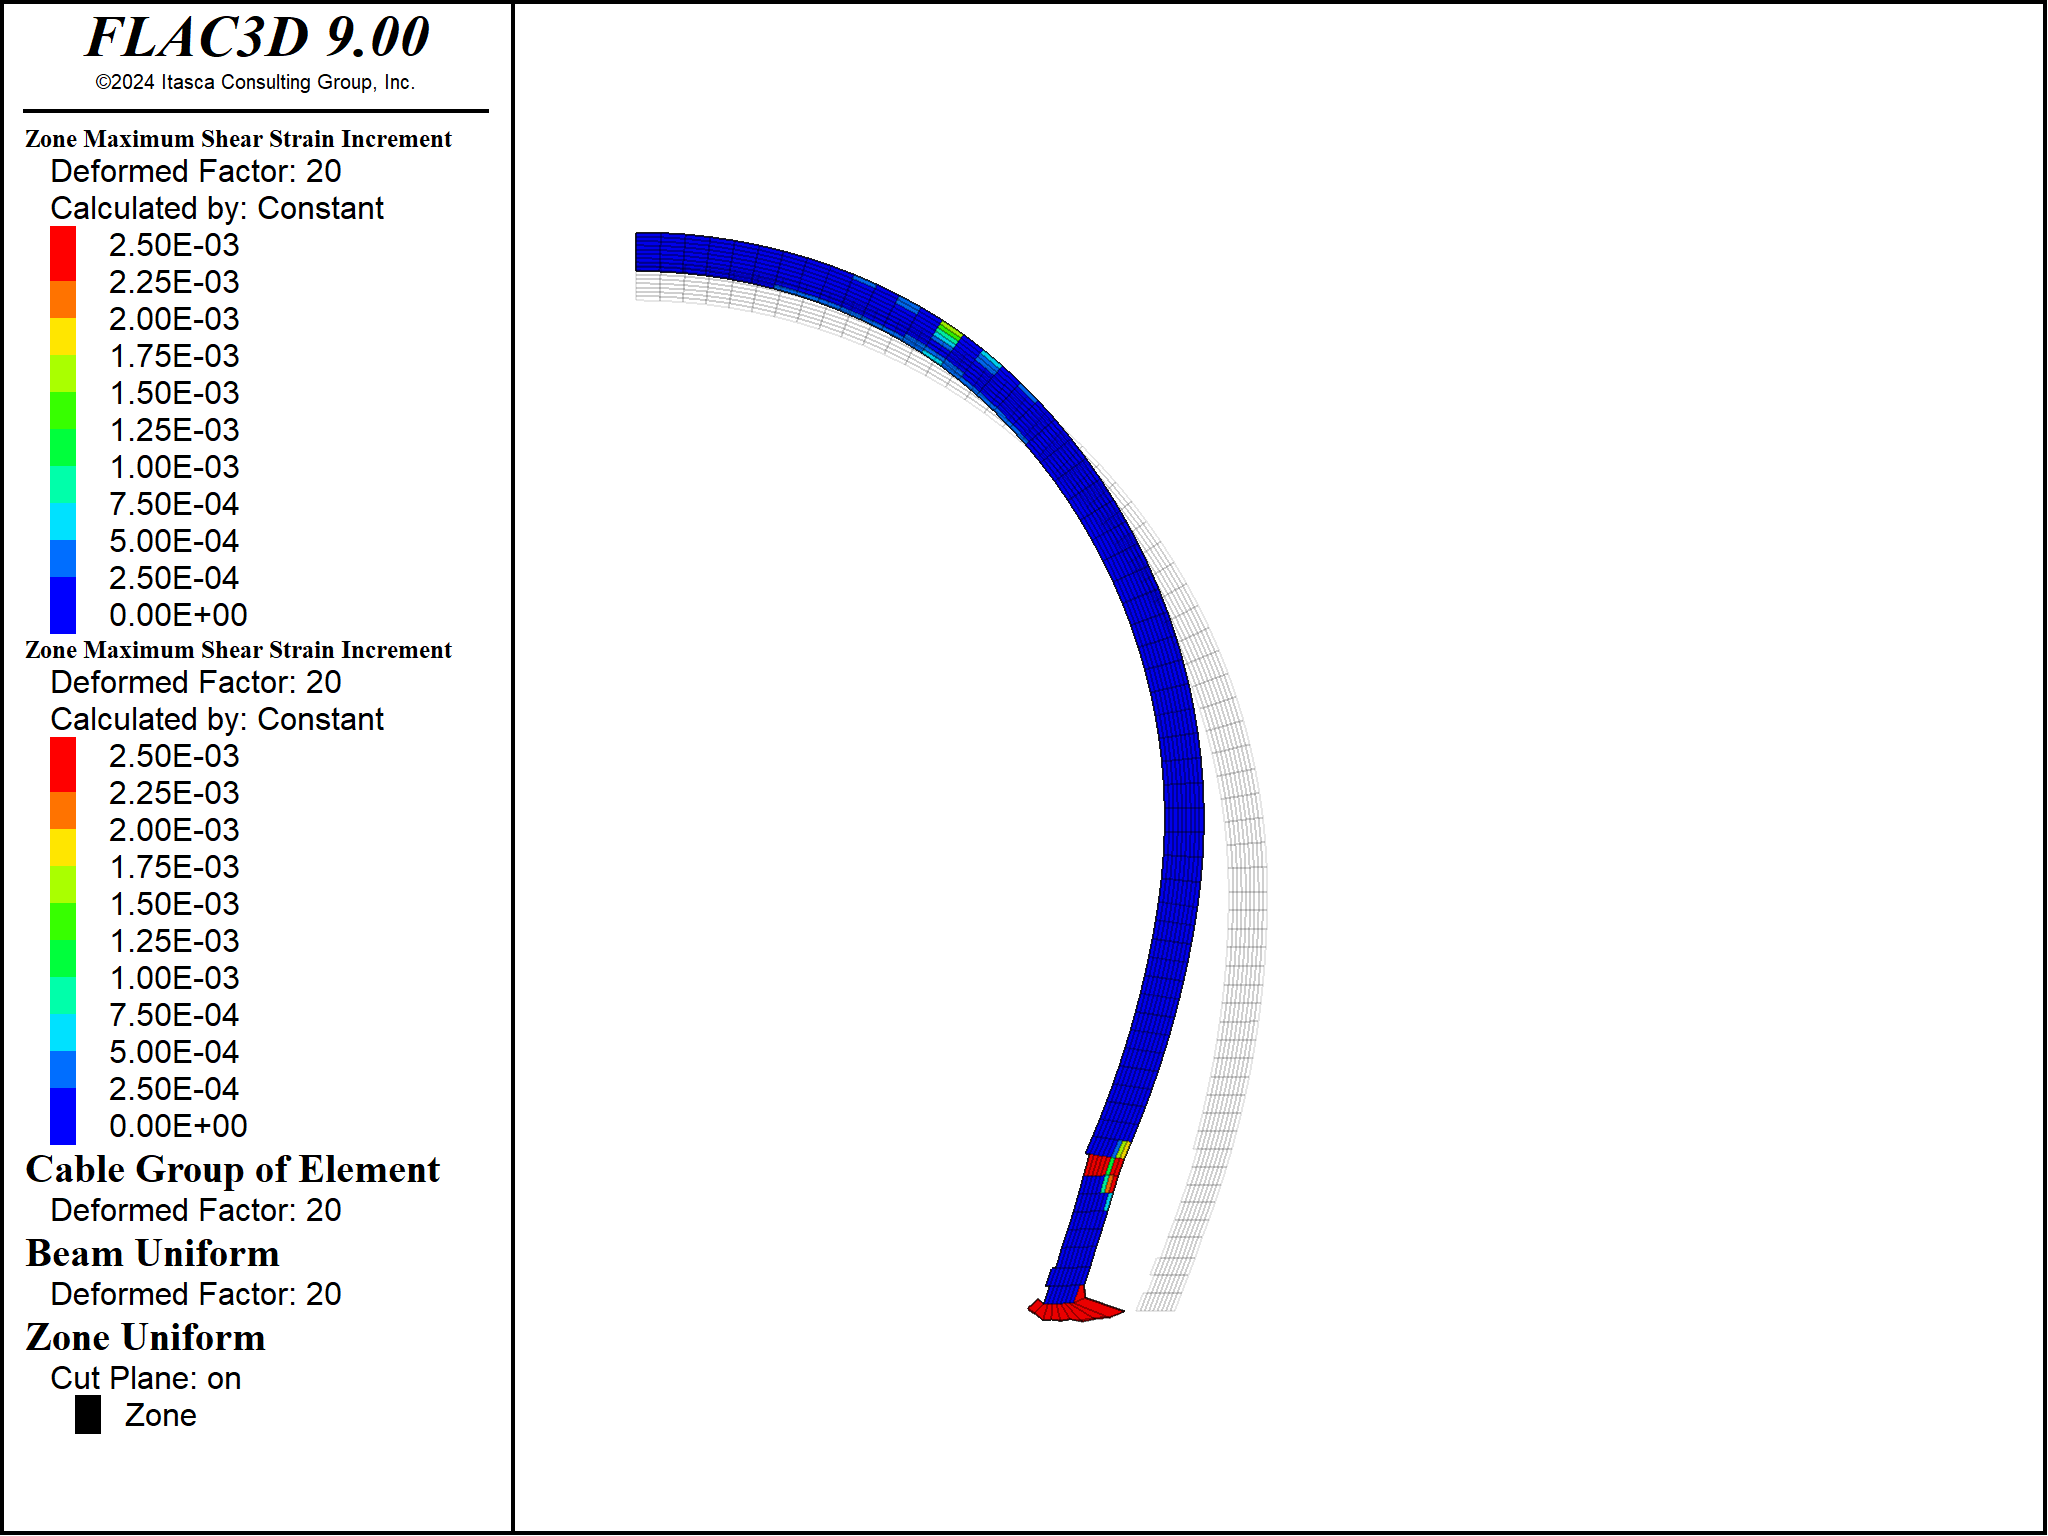 FLAC3D 9.00
©2024 Itasca Consulting Group, Inc.
Zone Maximum Shear Strain Increment
Deformed Factor: 20
Calculated by: Constant
2.50E-03
2.25E-03
2.00E-03
1.75E-03
1.50E-03
1.25E-03
1.00E-03
7.50E-04
5.00E-04
2.50E-04
0.00E+00
Zone Maximum Shear Strain Increment
Deformed Factor: 20
Calculated by: Constant
2.50E-03
2.25E-03
2.00E-03
1.75E-03
1.50E-03
1.25E-03
1.00E-03
7.50E-04
5.00E-04
2.50E-04
0.00E+00
Cable Group of Element
Deformed Factor: 20
Beam Uniform
Deformed Factor: 20
Zone Uniform
Cut Plane: on
Zone